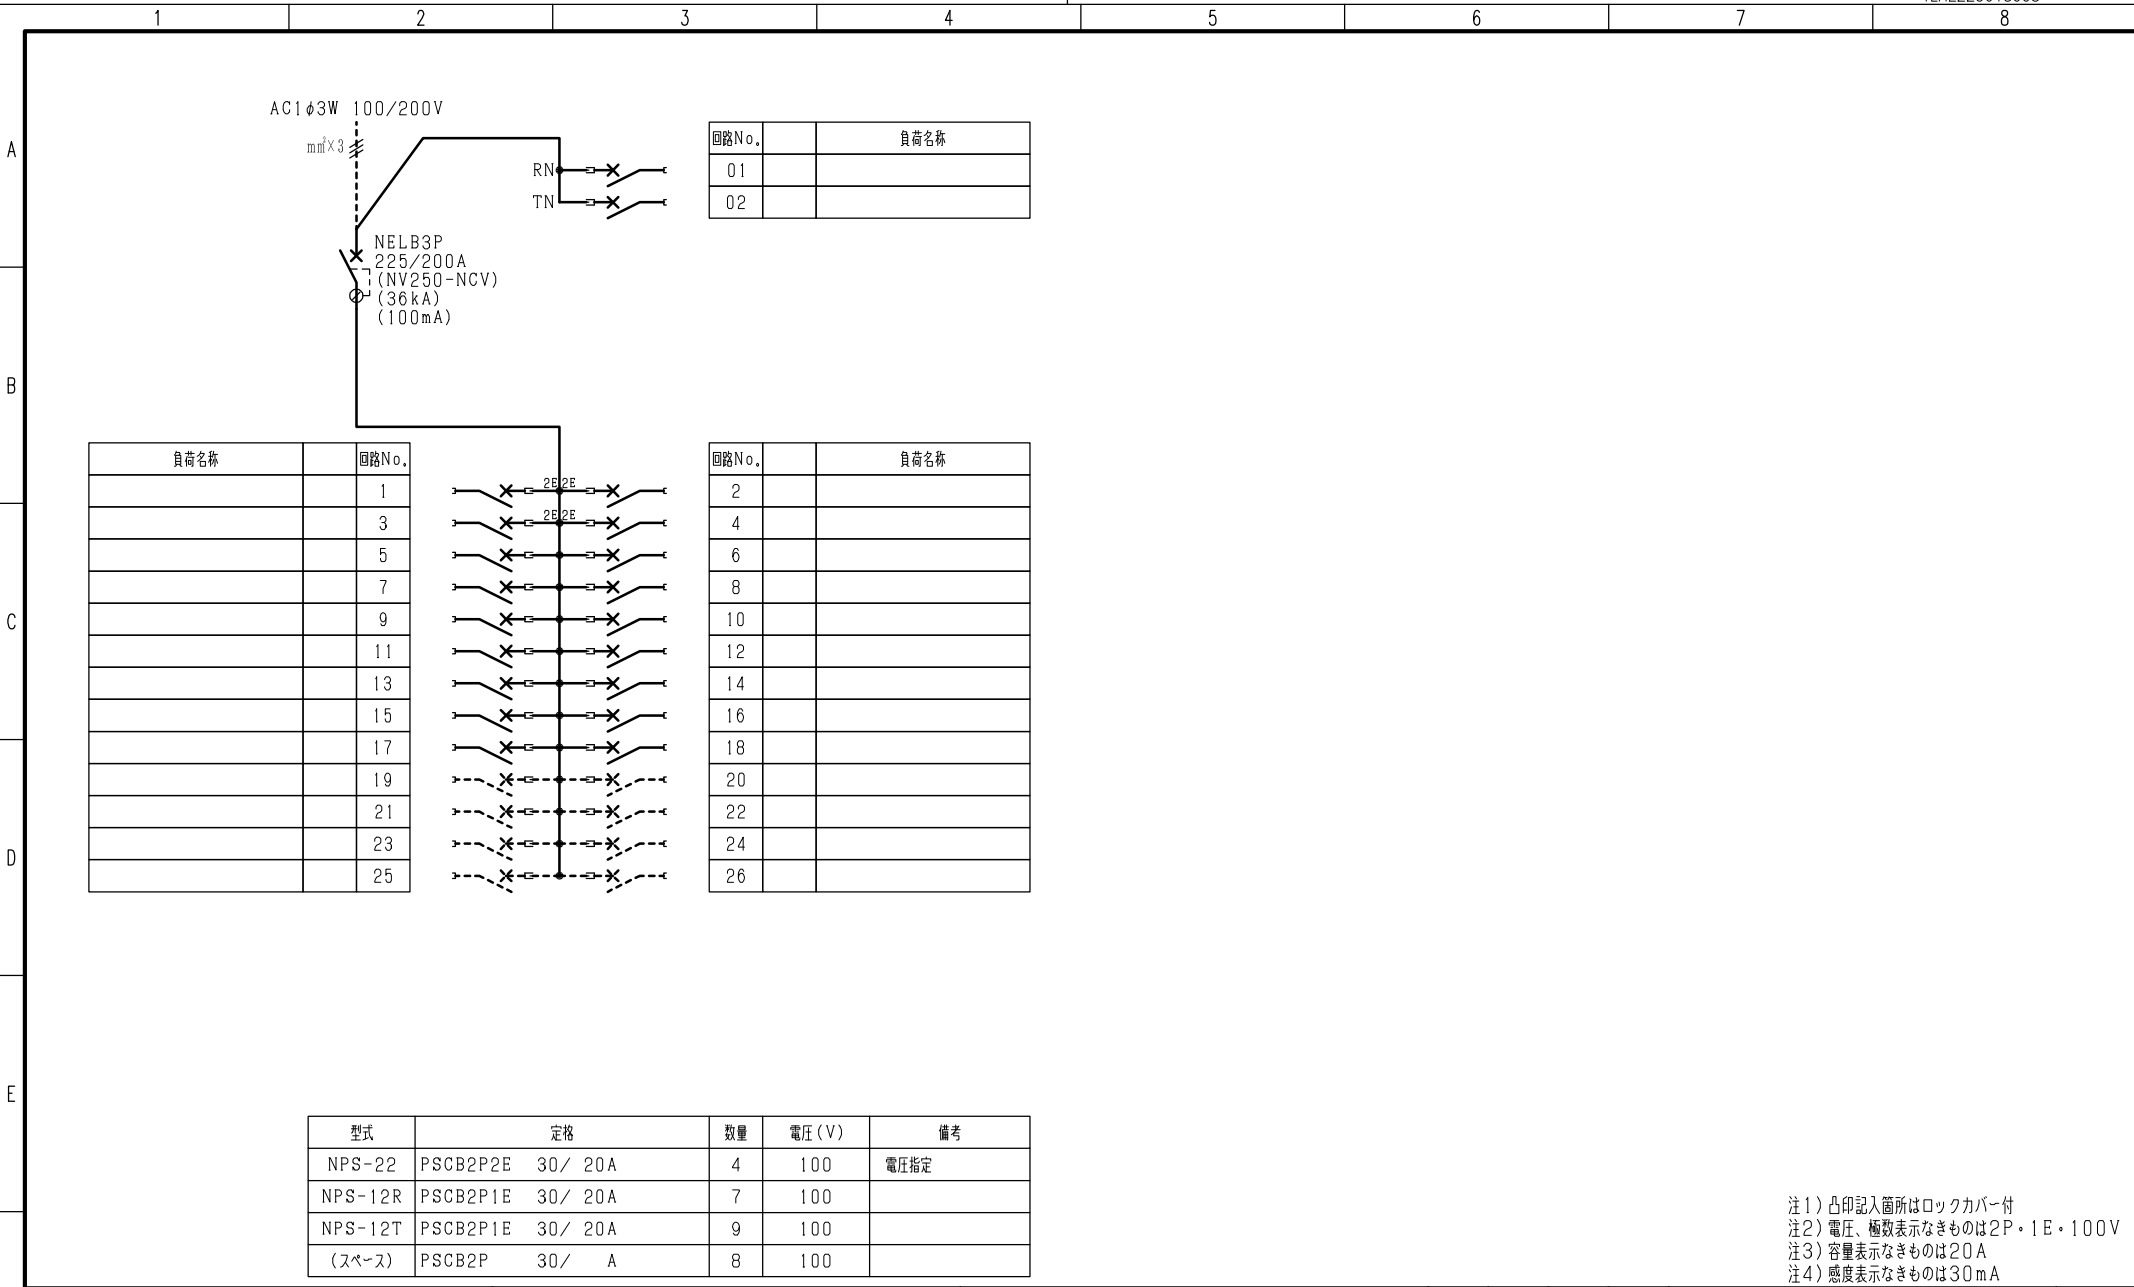 1 2 3 4 5 6 7 8
A
B
C
D
E
AC1φ3W 100/200V
mm²×3
RN
TN
回路No. 負荷名称
01
02
NELB3P
225/200A
(NV250-NCV)
(36kA)
(100mA)
負荷名称 回路No. 回路No. 負荷名称
1 2E 2E 2
3 2E 2E 4
5 6
7 8
9 10
11 12
13 14
15 16
17 18
19 20
21 22
23 24
25 26
型式 定格 数量 電圧(V) 備考
NPS-22 PSCB2P2E 30/ 20A 4 100 電圧指定
NPS-12R PSCB2P1E 30/ 20A 7 100
NPS-12T PSCB2P1E 30/ 20A 9 100
(スペース) PSCB2P 30/ A 8 100
注1)凸印記入箇所はロックカバー付
注2)電圧、極数表示なきものは2P・1E・100V
注3)容量表示なきものは20A
注4)感度表示なきものは30mA